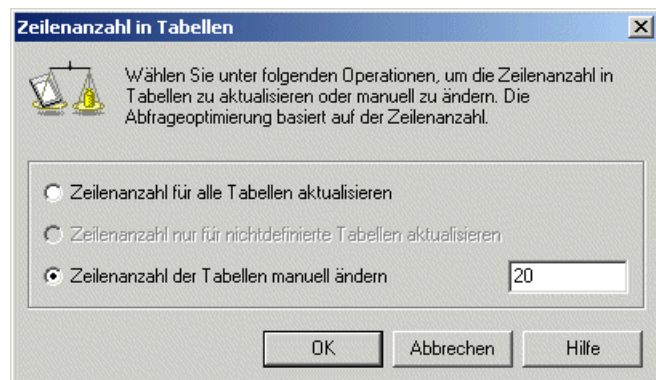 Zeilenanzahl in Tabellen
Wählen Sie unter folgenden Operationen, um die Zeilenanzahl in
Tabellen zu aktualisieren oder manuell zu ändern. Die
Abfrageoptimierung basiert auf der Zeilenanzahl.
Zeilenanzahl für alle Tabellen aktualisieren
Zeilenanzahl nur für nichtdefinierte Tabellen aktualisieren
Zeilenanzahl der Tabellen manuell ändern 20
OK Abbrechen Hilfe